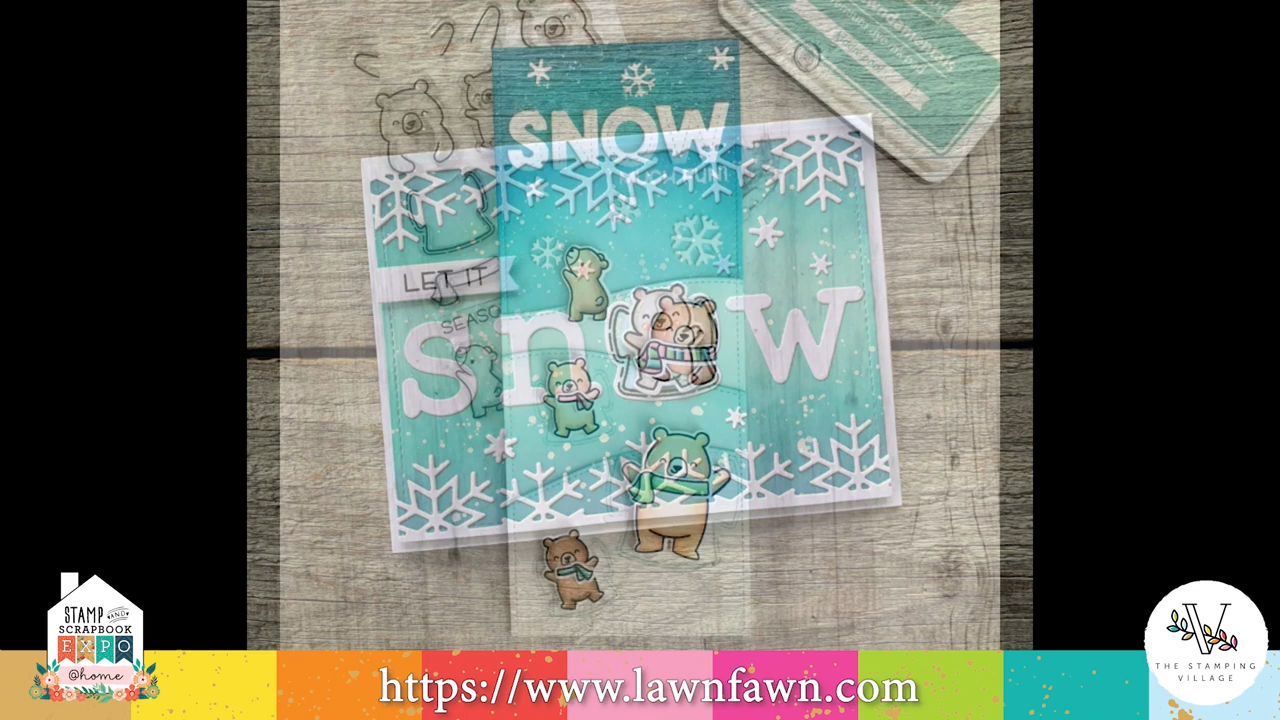 SNOW
LET IT
SEASO
snow
STAMP AND
SCRAPBOOK
EXPO
@home
https://www.lawnfawn.com
V
THE STAMPING
VILLAGE